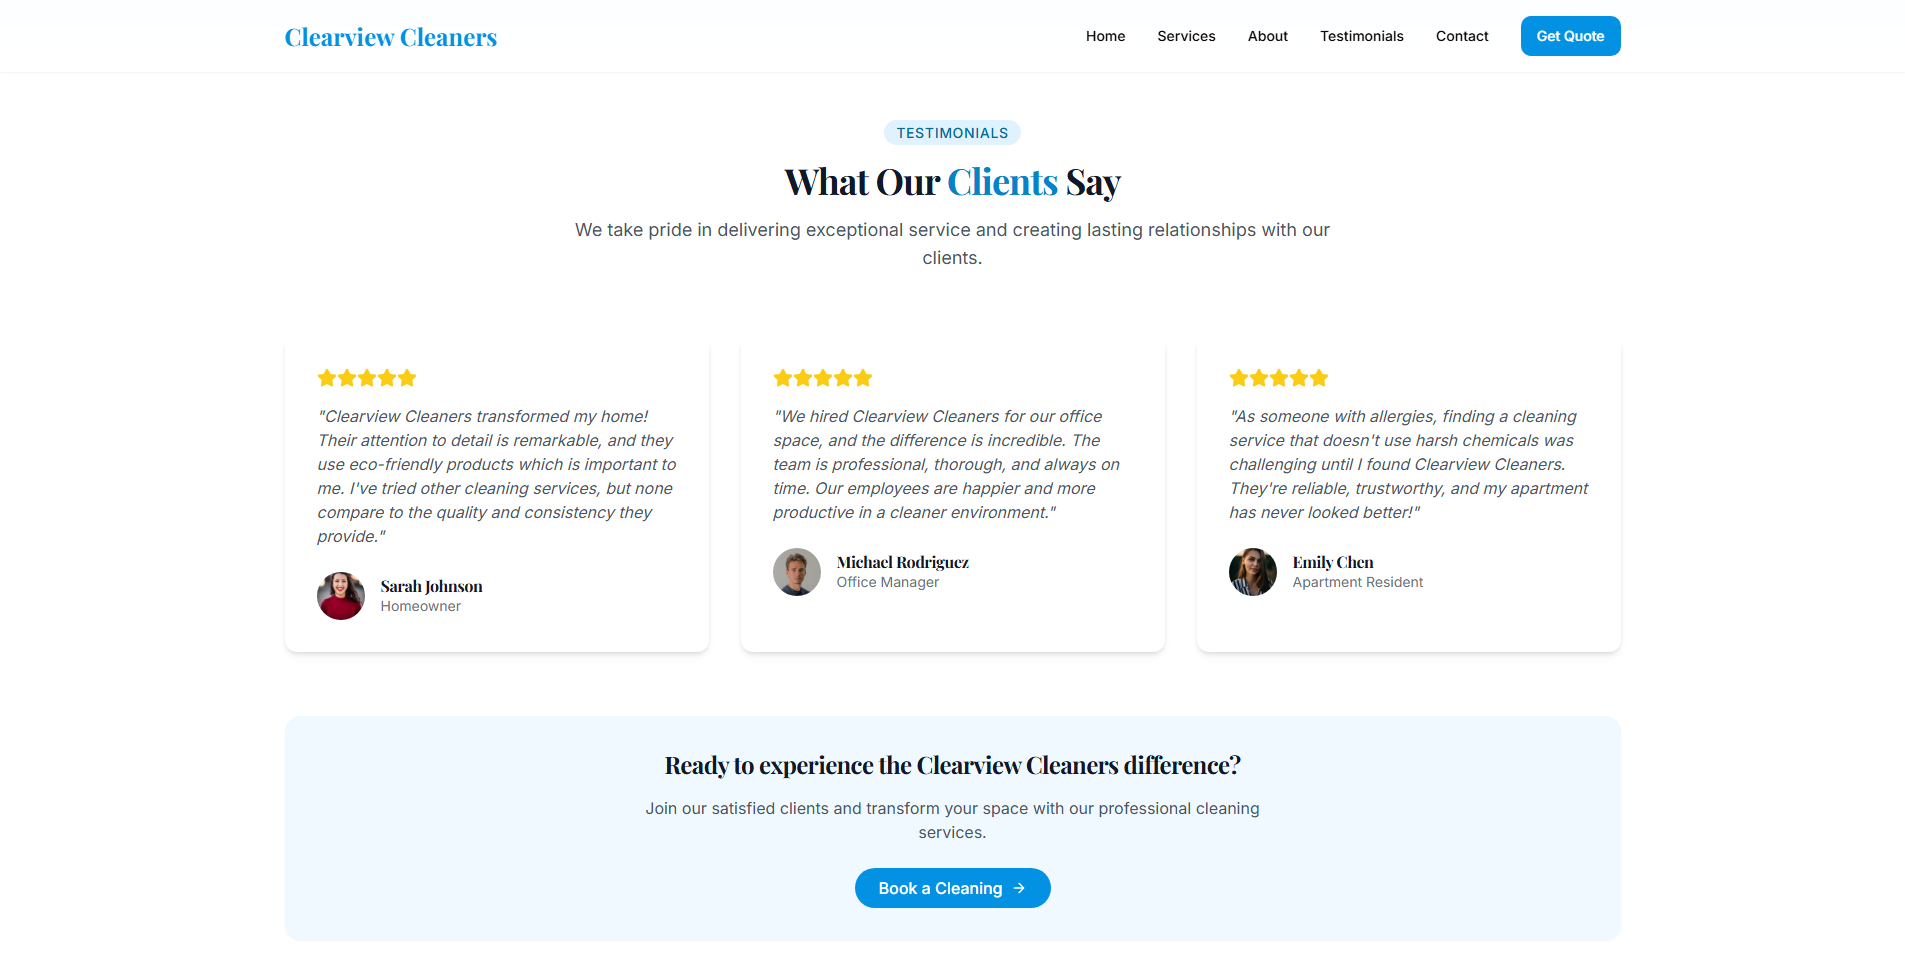 Clearview Cleaners
Home
Services
About
Testimonials
Contact
Get Quote
TESTIMONIALS
What Our Clients Say
We take pride in delivering exceptional service and creating lasting relationships with our
clients.
"Clearview Cleaners transformed my home!
Their attention to detail is remarkable, and they
use eco-friendly products which is important to
me. I've tried other cleaning services, but none
compare to the quality and consistency they
provide."
Sarah Johnson
Homeowner
"We hired Clearview Cleaners for our office
space, and the difference is incredible. The
team is professional, thorough, and always on
time. Our employees are happier and more
productive in a cleaner environment."
Michael Rodriguez
Office Manager
"As someone with allergies, finding a cleaning
service that doesn't use harsh chemicals was
challenging until I found Clearview Cleaners.
They're reliable, trustworthy, and my apartment
has never looked better!"
Emily Chen
Apartment Resident
Ready to experience the Clearview Cleaners difference?
Join our satisfied clients and transform your space with our professional cleaning
services.
Book a Cleaning